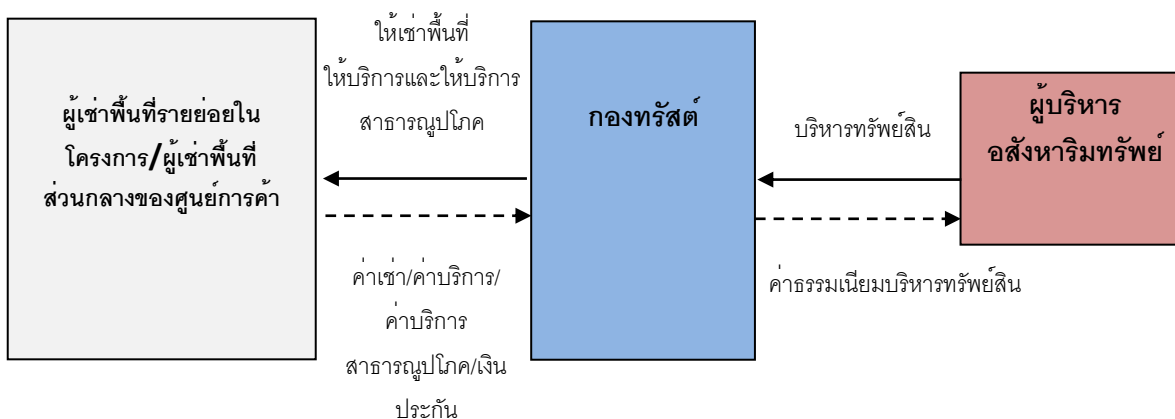 ผู้เช่าพื้นที่รายย่อยใน
โครงการ/ผู้เช่าพื้นที่
ส่วนกลางของศูนย์การค้า
ให้เช่าพื้นที่
ให้บริการและให้บริการ
สาธารณูปโภค
ค่าเช่า/ค่าบริการ/
ค่าบริการ
สาธารณูปโภค/เงิน
ประกัน
กองทรัสต์
บริหารทรัพย์สิน
ค่าธรรมเนียมบริหารทรัพย์สิน
ผู้บริหาร
อสังหาริมทรัพย์